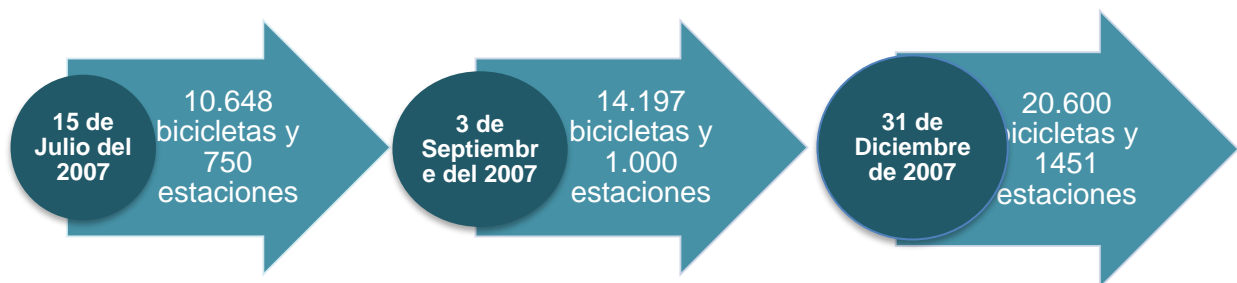 15 de
Julio del
2007
10.648
bicicletas y
750
estaciones
3 de
Septiembr
e del 2007
14.197
bicicletas y
1.000
estaciones
31 de
Diciembre
de 2007
20.600
bicicletas y
1451
estaciones